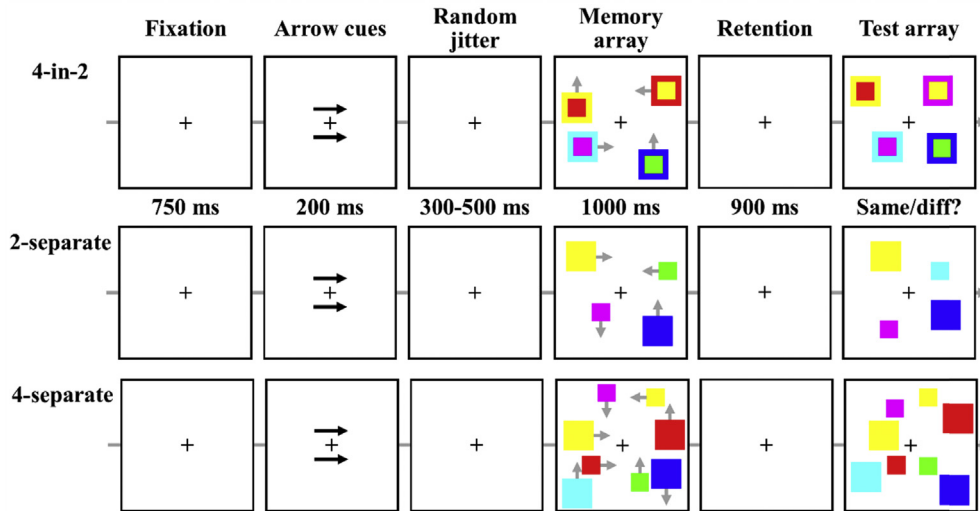 Fixation Arrow cues Random jitter Memory array Retention Test array
4-in-2
750 ms 200 ms 300-500 ms 1000 ms 900 ms Same/diff?
2-separate
4-separate